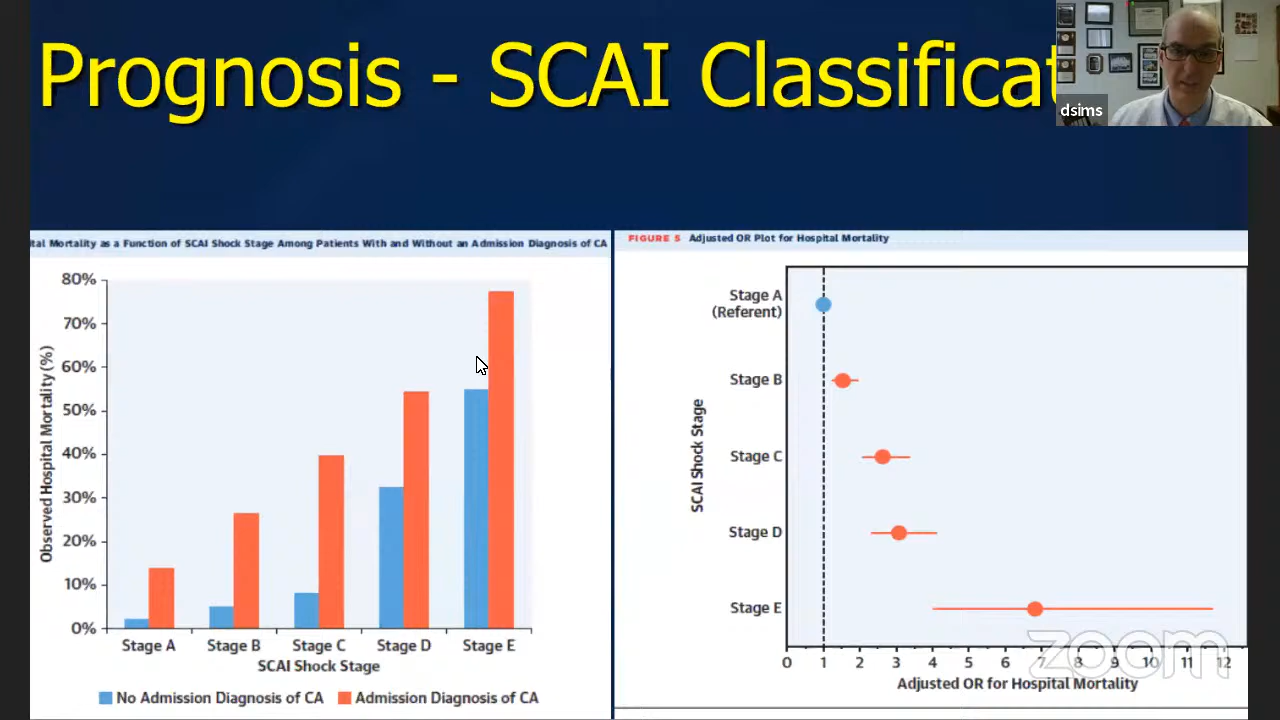 Prognosis - SCAI Classificat
dsims
tal Mortality as a Function of SCAI Shock Stage Among Patients With and Without an Admission Diagnosis of CA
80%
70%
60%
50%
40%
30%
20%
10%
0%
Observed Hospital Mortality (%)
Stage A
Stage B
Stage C
Stage D
Stage E
SCAI Shock Stage
No Admission Diagnosis of CA
Admission Diagnosis of CA
FIGURE 5 Adjusted OR Plot for Hospital Mortality
Stage A
(Referent)
Stage B
Stage C
Stage D
Stage E
SCAI Shock Stage
0 1 2 3 4 5 6 7 8 9 10 11 12
Adjusted OR for Hospital Mortality
zoom